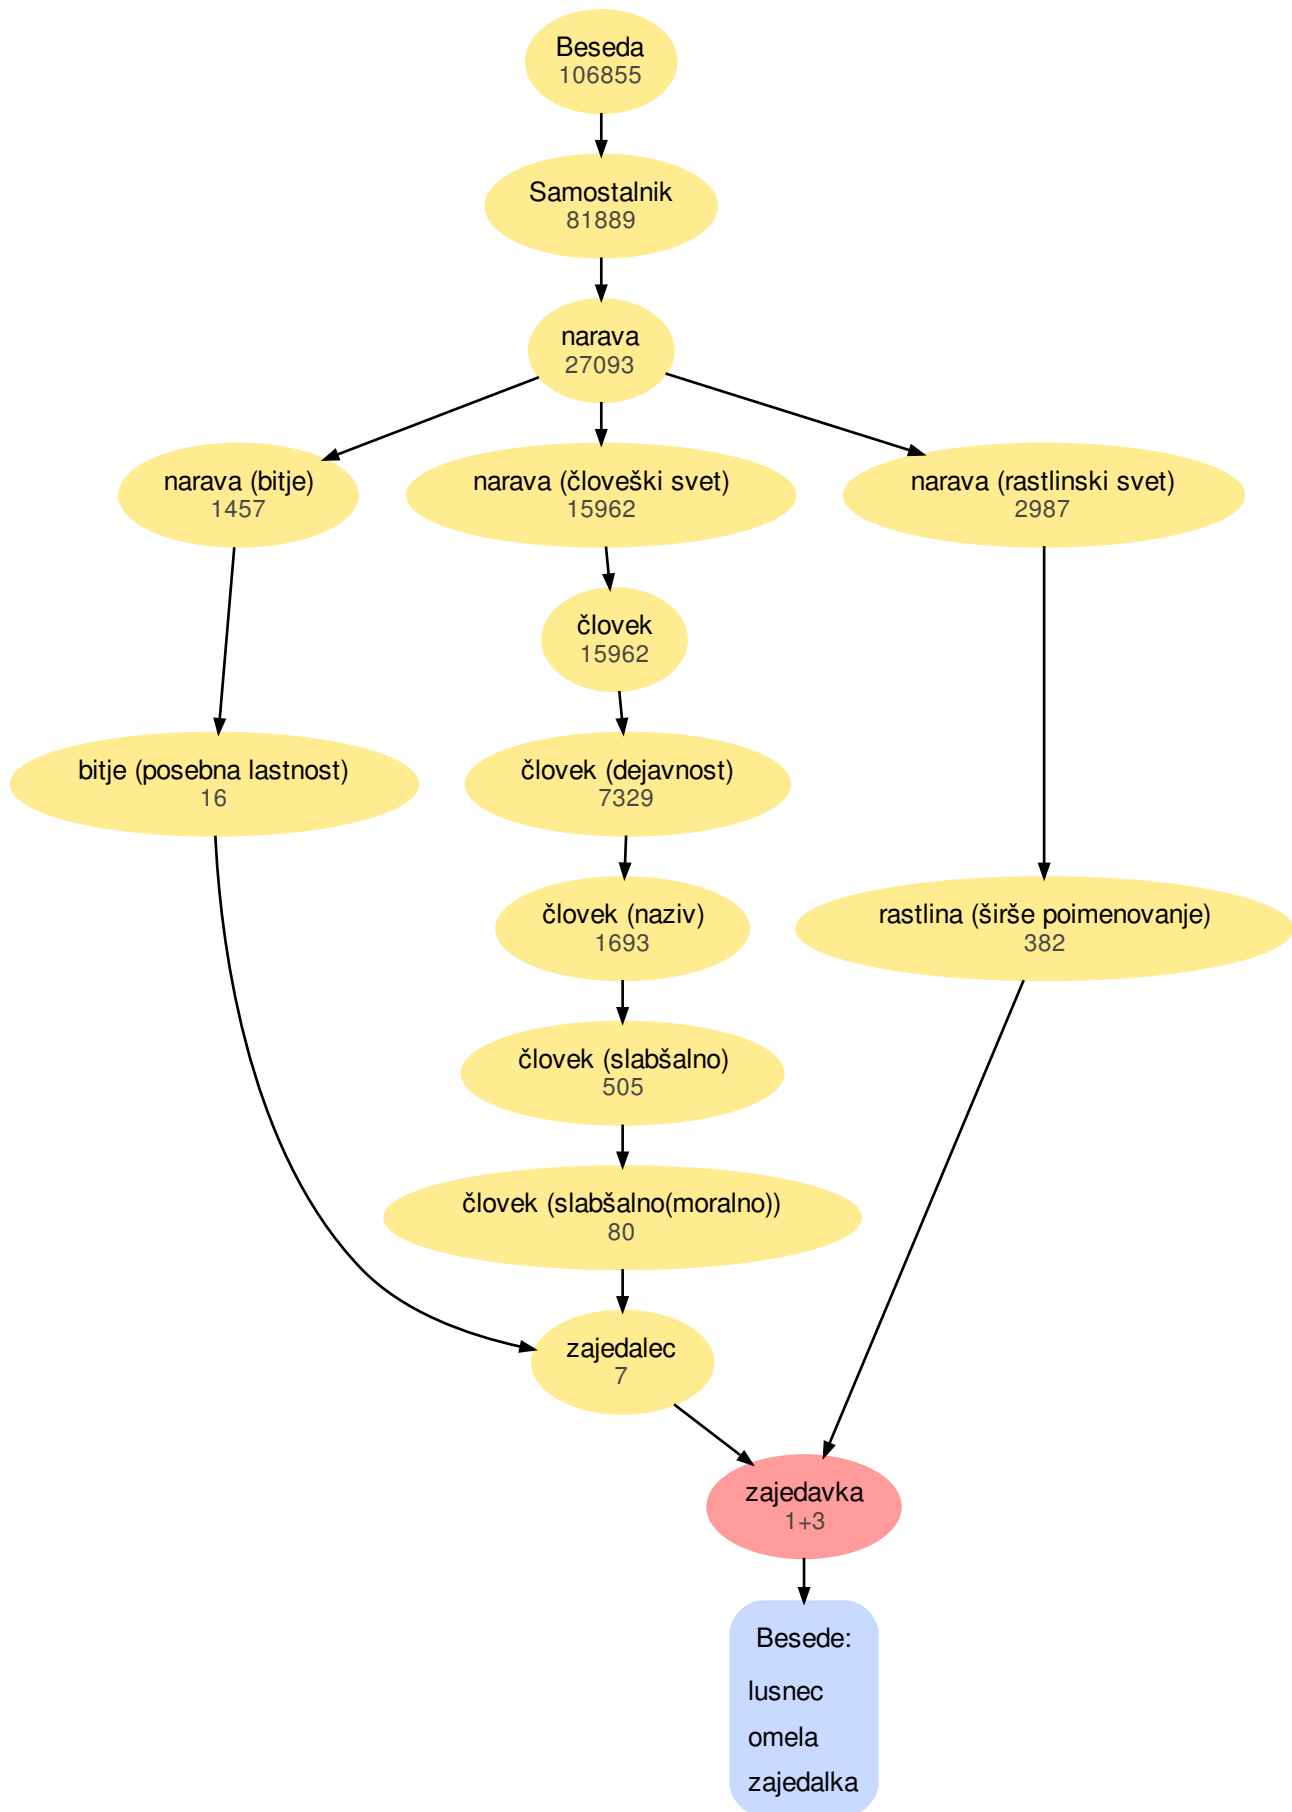 Beseda
106855
Samostalnik
81889
narava
27093
narava (bitje)
1457
narava (človeški svet)
15962
narava (rastlinski svet)
2987
človek
15962
bitje (posebna lastnost)
16
človek (dejavnost)
7329
človek (naziv)
1693
rastlina (širše poimenovanje)
382
človek (slabšalno)
505
človek (slabšalno(moralno))
80
zajedalec
7
zajedavka
1+3
Besede:
lusnec
omela
zajedalka